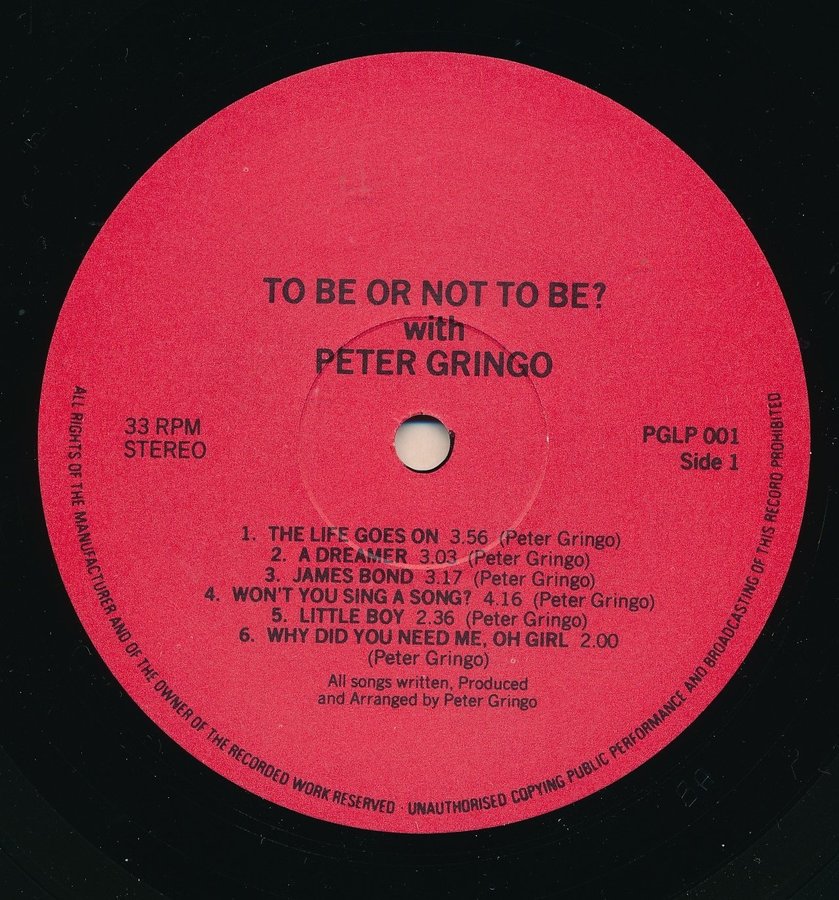 TO BE OR NOT TO BE?
with
PETER GRINGO
33 RPM
STEREO
PGLP 001
Side 1
1. THE LIFE GOES ON 3.56 (Peter Gringo)
2. A DREAMER 3.03 (Peter Gringo)
3. JAMES BOND 3.17 (Peter Gringo)
4. WON'T YOU SING A SONG? 4.16 (Peter Gringo)
5. LITTLE BOY 2.36 (Peter Gringo)
6. WHY DID YOU NEED ME, OH GIRL 2.00
(Peter Gringo)
All songs written, Produced
and Arranged by Peter Gringo
ALL RIGHTS OF THE MANUFACTURER AND OF THE OWNER OF THE RECORDED WORK RESERVED · UNAUTHORISED COPYING PUBLIC PERFORMANCE AND BROADCASTING OF THIS RECORD PROHIBITED